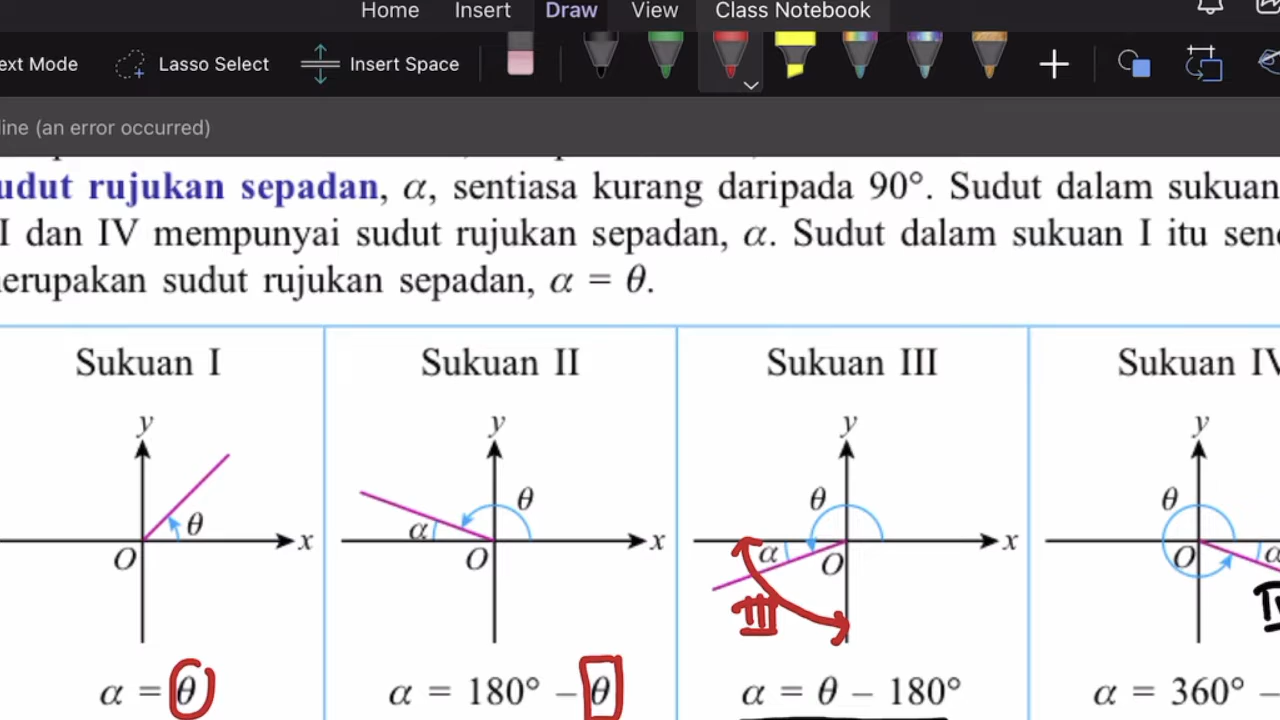 Home Insert Draw View Class Notebook
ext Mode Lasso Select Insert Space
line (an error occurred)
udut rujukan sepadan, α, sentiasa kurang daripada 90°. Sudut dalam sukuan
I dan IV mempunyai sudut rujukan sepadan, α. Sudut dalam sukuan I itu send
erupakan sudut rujukan sepadan, α = θ.
Sukuan I Sukuan II Sukuan III Sukuan IV
y y y y
θ θ θ θ
α α α
x x x
O O O O
III
α = θ α = 180° – θ α = θ – 180° α = 360° –